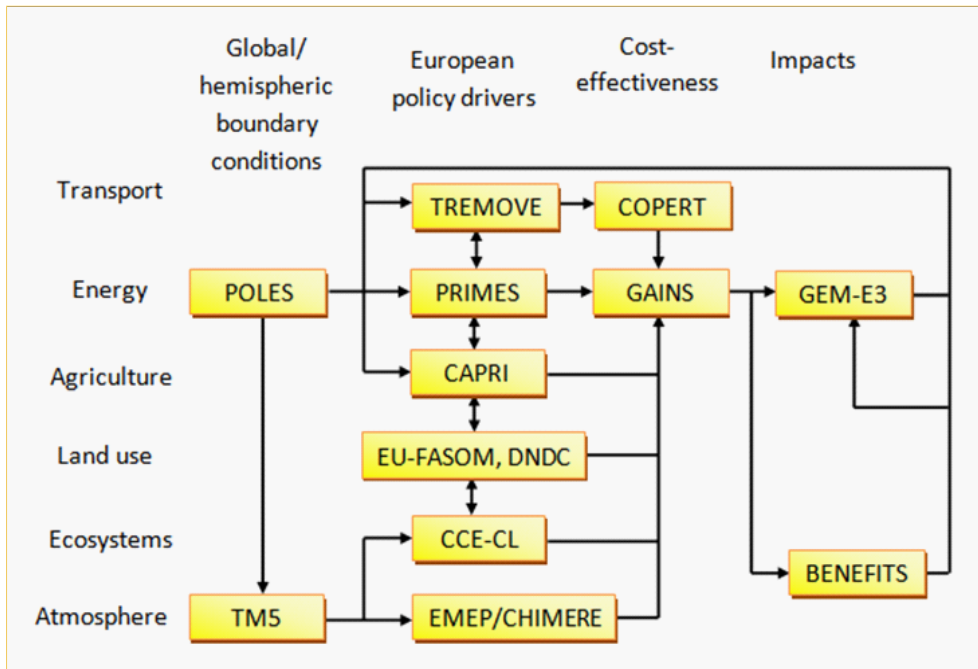 Global/
hemispheric
boundary
conditions
European
policy drivers
Cost-
effectiveness
Impacts
Transport
TREMOVE
COPERT
Energy
POLES
PRIMES
GAINS
GEM-E3
Agriculture
CAPRI
Land use
EU-FASOM, DNDC
Ecosystems
CCE-CL
BENEFITS
Atmosphere
TM5
EMEP/CHIMERE